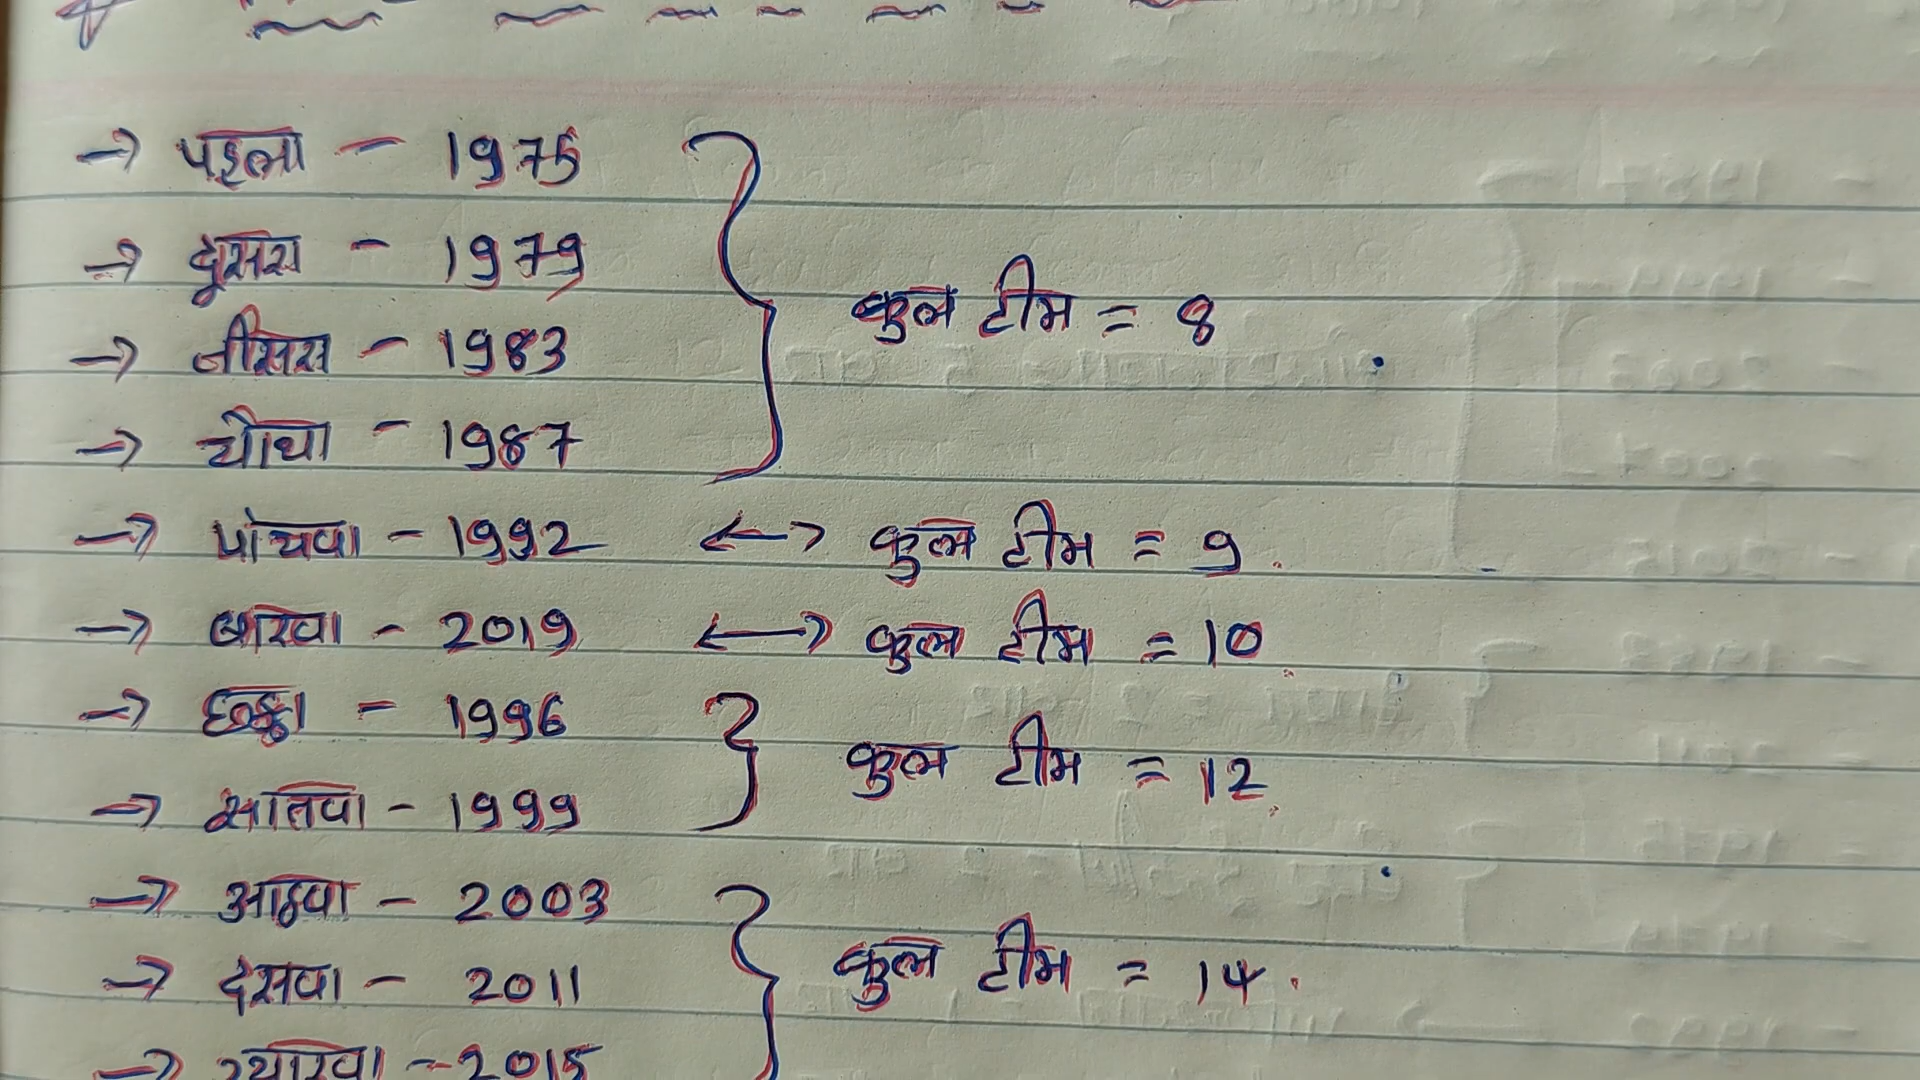 → पहला - 1975
→ दूसरा - 1979
→ तीसरा - 1983
→ चौथा - 1987
कुल टीम = 8
→ पांचवा - 1992 ↔ कुल टीम = 9.
→ बारवा - 2019 ↔ कुल टीम = 10.
→ छठ्ठा - 1996
→ सातवा - 1999
कुल टीम = 12.
→ आठवा - 2003
→ दसवा - 2011
→ ग्यारवा - 2015
कुल टीम = 14.